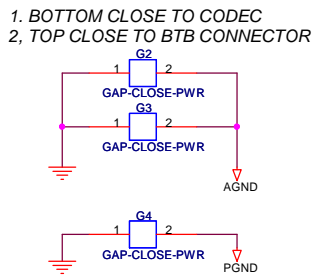 1. BOTTOM CLOSE TO CODEC
2, TOP CLOSE TO BTB CONNECTOR
G2
1 2
GAP-CLOSE-PWR
G3
1 2
GAP-CLOSE-PWR
AGND
G4
1 2
GAP-CLOSE-PWR
PGND